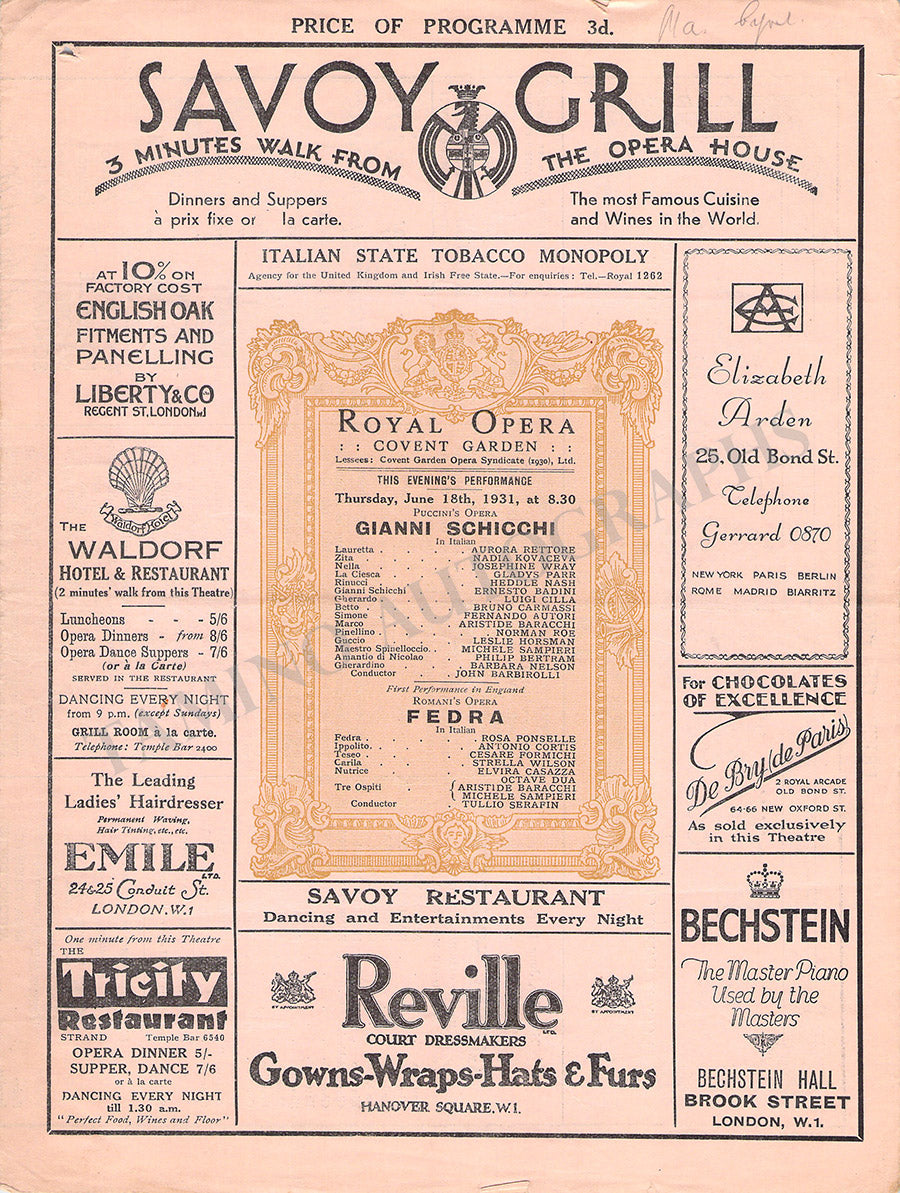 PRICE OF PROGRAMME 3d.
SAVOY GRILL
3 MINUTES WALK FROM THE OPERA HOUSE
Dinners and Suppers
à prix fixe or la carte.
The most Famous Cuisine
and Wines in the World.
AT 10% ON
FACTORY COST
ENGLISH OAK
FITMENTS AND
PANELLING
BY
LIBERTY & CO
REGENT ST, LONDON, W1
Waldorf Hotel
THE
WALDORF
HOTEL & RESTAURANT
(2 minutes' walk from this Theatre)
Luncheons - - - 5/6
Opera Dinners - from 8/6
Opera Dance Suppers - 7/6
(or à la Carte)
SERVED IN THE RESTAURANT
DANCING EVERY NIGHT
from 9 p.m. (except Sundays)
GRILL ROOM à la carte.
Telephone: Temple Bar 2400
The Leading
Ladies' Hairdresser
Permanent Waving,
Hair Tinting, etc., etc.
EMILE LTD.
24&25 Conduit St.
LONDON. W.1
One minute from this Theatre
THE
Tricity
Restaurant
STRAND Temple Bar 6540
OPERA DINNER 5/-
SUPPER, DANCE 7/6
or à la carte
DANCING EVERY NIGHT
till 1.30 a.m.
"Perfect Food, Wines and Floor"
ITALIAN STATE TOBACCO MONOPOLY
Agency for the United Kingdom and Irish Free State.—For enquiries: Tel.—Royal 1262
ROYAL OPERA
: : COVENT GARDEN : :
Lessees: Covent Garden Opera Syndicate (1930), Ltd.
THIS EVENING'S PERFORMANCE
Thursday, June 18th, 1931, at 8.30
PUCCINI'S OPERA
GIANNI SCHICCHI
In Italian
Lauretta . . . . AURORA RETTORE
Zita . . . . NADIA KOVACEVA
Nella . . . . JOSEPHINE WRAY
La Ciesca . . . . GLADYS PARR
Rinucci . . . . HEDDLE NASH
Gianni Schicchi . . . ERNESTO BADINI
Gherardo . . . . LUIGI CILLA
Betto . . . . BRUNO CARMASSI
Simone . . . . FERNANDO AUTORI
Marco . . . . ARISTIDE BARACCHI
Pinellino . . . . NORMAN ROE
Guccio . . . . LESLIE HORSMAN
Maestro Spinelloccio . . MICHELE SAMPIERI
Amantio di Nicolao . . PHILIP BERTRAM
Gherardino . . . BARBARA NELSON
Conductor . . JOHN BARBIROLLI
First Performance in England
ROMANI'S OPERA
FEDRA
In Italian
Fedra . . . . ROSA PONSELLE
Ippolito . . . . ANTONIO CORTIS
Teseo . . . . CESARE FORMICHI
Carila . . . . STRELLA WILSON
Nutrice . . . . ELVIRA CASAZZA
OCTAVE DUA
Tre Ospiti . . . ARISTIDE BARACCHI
MICHELE SAMPIERI
Conductor . . TULLIO SERAFIN
SAVOY RESTAURANT
Dancing and Entertainments Every Night
BY APPOINTMENT
Reville LTD.
BY APPOINTMENT
COURT DRESSMAKERS
Gowns-Wraps-Hats & Furs
HANOVER SQUARE, W.1.
Elizabeth
Arden
25, Old Bond St.
Telephone
Gerrard 0870
NEW YORK PARIS BERLIN
ROME MADRID BIARRITZ
For CHOCOLATES
OF EXCELLENCE
De Bry (de Paris)
2 ROYAL ARCADE
OLD BOND ST.
64-66 NEW OXFORD ST.
As sold exclusively
in this Theatre
BECHSTEIN
The Master Piano
Used by the
Masters
BECHSTEIN HALL
BROOK STREET
LONDON, W.1.
TAMINO AUTOGRAPHS